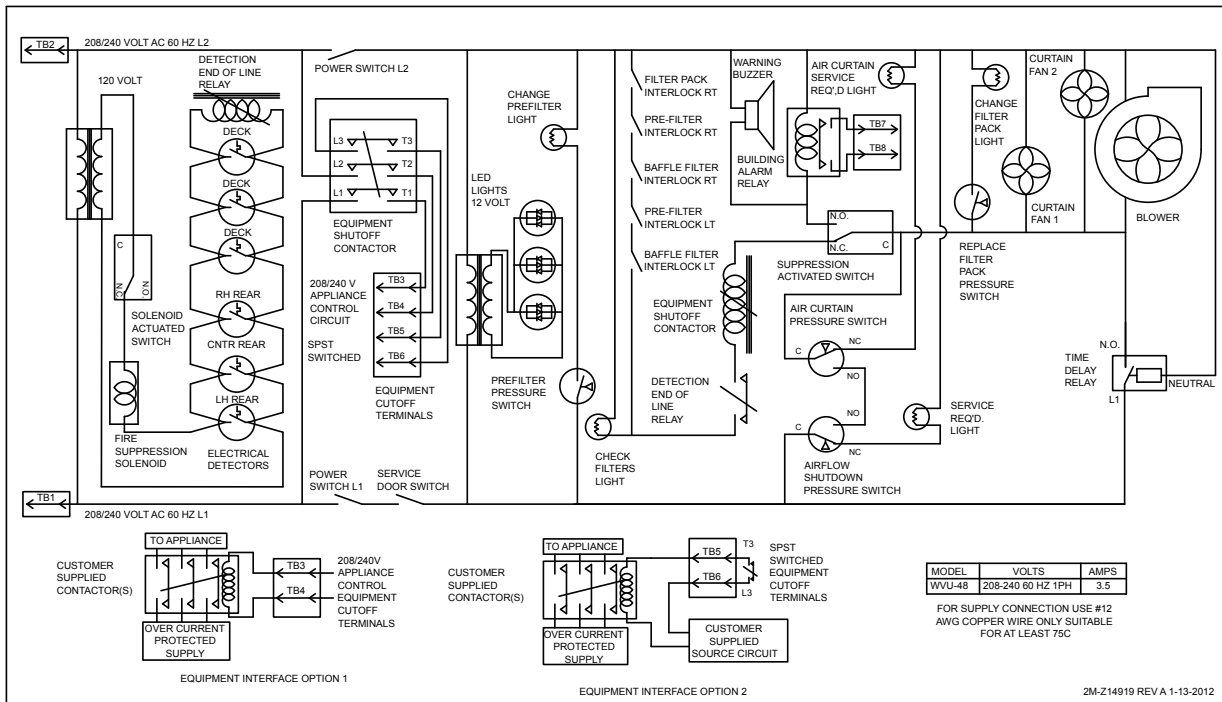 TB2
208/240 VOLT AC 60 HZ L2
120 VOLT
DETECTION
END OF LINE
RELAY
POWER SWITCH L2
DECK
DECK
DECK
RH REAR
CNTR REAR
LH REAR
ELECTRICAL
DETECTORS
C
N.C
N.O
SOLENOID
ACTUATED
SWITCH
FIRE
SUPPRESSION
SOLENOID
L3
T3
L2
T2
L1
T1
EQUIPMENT
SHUTOFF
CONTACTOR
208/240 V
APPLIANCE
CONTROL
CIRCUIT
SPST
SWITCHED
TB3
TB4
TB5
TB6
EQUIPMENT
CUTOFF
TERMINALS
LED
LIGHTS
12 VOLT
CHANGE
PREFILTER
LIGHT
PREFILTER
PRESSURE
SWITCH
CHECK
FILTERS
LIGHT
FILTER PACK
INTERLOCK RT
PRE-FILTER
INTERLOCK RT
BAFFLE FILTER
INTERLOCK RT
PRE-FILTER
INTERLOCK LT
BAFFLE FILTER
INTERLOCK LT
WARNING
BUZZER
BUILDING
ALARM
RELAY
AIR CURTAIN
SERVICE
REQ',D LIGHT
TB7
TB8
N.O.
N.C.
C
SUPPRESSION
ACTIVATED SWITCH
EQUIPMENT
SHUTOFF
CONTACTOR
DETECTION
END OF
LINE
RELAY
AIR CURTAIN
PRESSURE SWITCH
C
NC
NO
NO
C
NC
AIRFLOW
SHUTDOWN
PRESSURE SWITCH
SERVICE
REQ'D.
LIGHT
CHANGE
FILTER
PACK
LIGHT
REPLACE
FILTER
PACK
PRESSURE
SWITCH
CURTAIN
FAN 2
CURTAIN
FAN 1
BLOWER
N.O.
TIME
DELAY
RELAY
L1
NEUTRAL
POWER
SWITCH L1
SERVICE
DOOR SWITCH
TB1
208/240 VOLT AC 60 HZ L1
TO APPLIANCE
CUSTOMER
SUPPLIED
CONTACTOR(S)
OVER CURRENT
PROTECTED
SUPPLY
TB3
TB4
208/240V
APPLIANCE
CONTROL
EQUIPMENT
CUTOFF
TERMINALS
EQUIPMENT INTERFACE OPTION 1
TO APPLIANCE
CUSTOMER
SUPPLIED
CONTACTOR(S)
OVER CURRENT
PROTECTED
SUPPLY
TB5
TB6
T3
L3
SPST
SWITCHED
EQUIPMENT
CUTOFF
TERMINALS
CUSTOMER
SUPPLIED
SOURCE CIRCUIT
EQUIPMENT INTERFACE OPTION 2
MODEL VOLTS AMPS
WVU-48 208-240 60 HZ 1PH 3.5
FOR SUPPLY CONNECTION USE #12
AWG COPPER WIRE ONLY SUITABLE
FOR AT LEAST 75C
2M-Z14919 REV A 1-13-2012